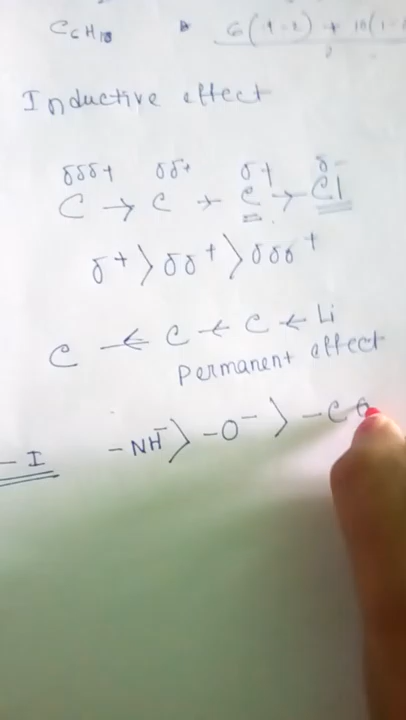 C₆H₁₀
Inductive effect
δδδ+ δδ+ δ+ δ-
C → C → C → Cl
δ+ > δδ+ > δδδ+
C ← C ← C ← Li
Permanent effect
-I -NH⁻ > -O⁻ > -C